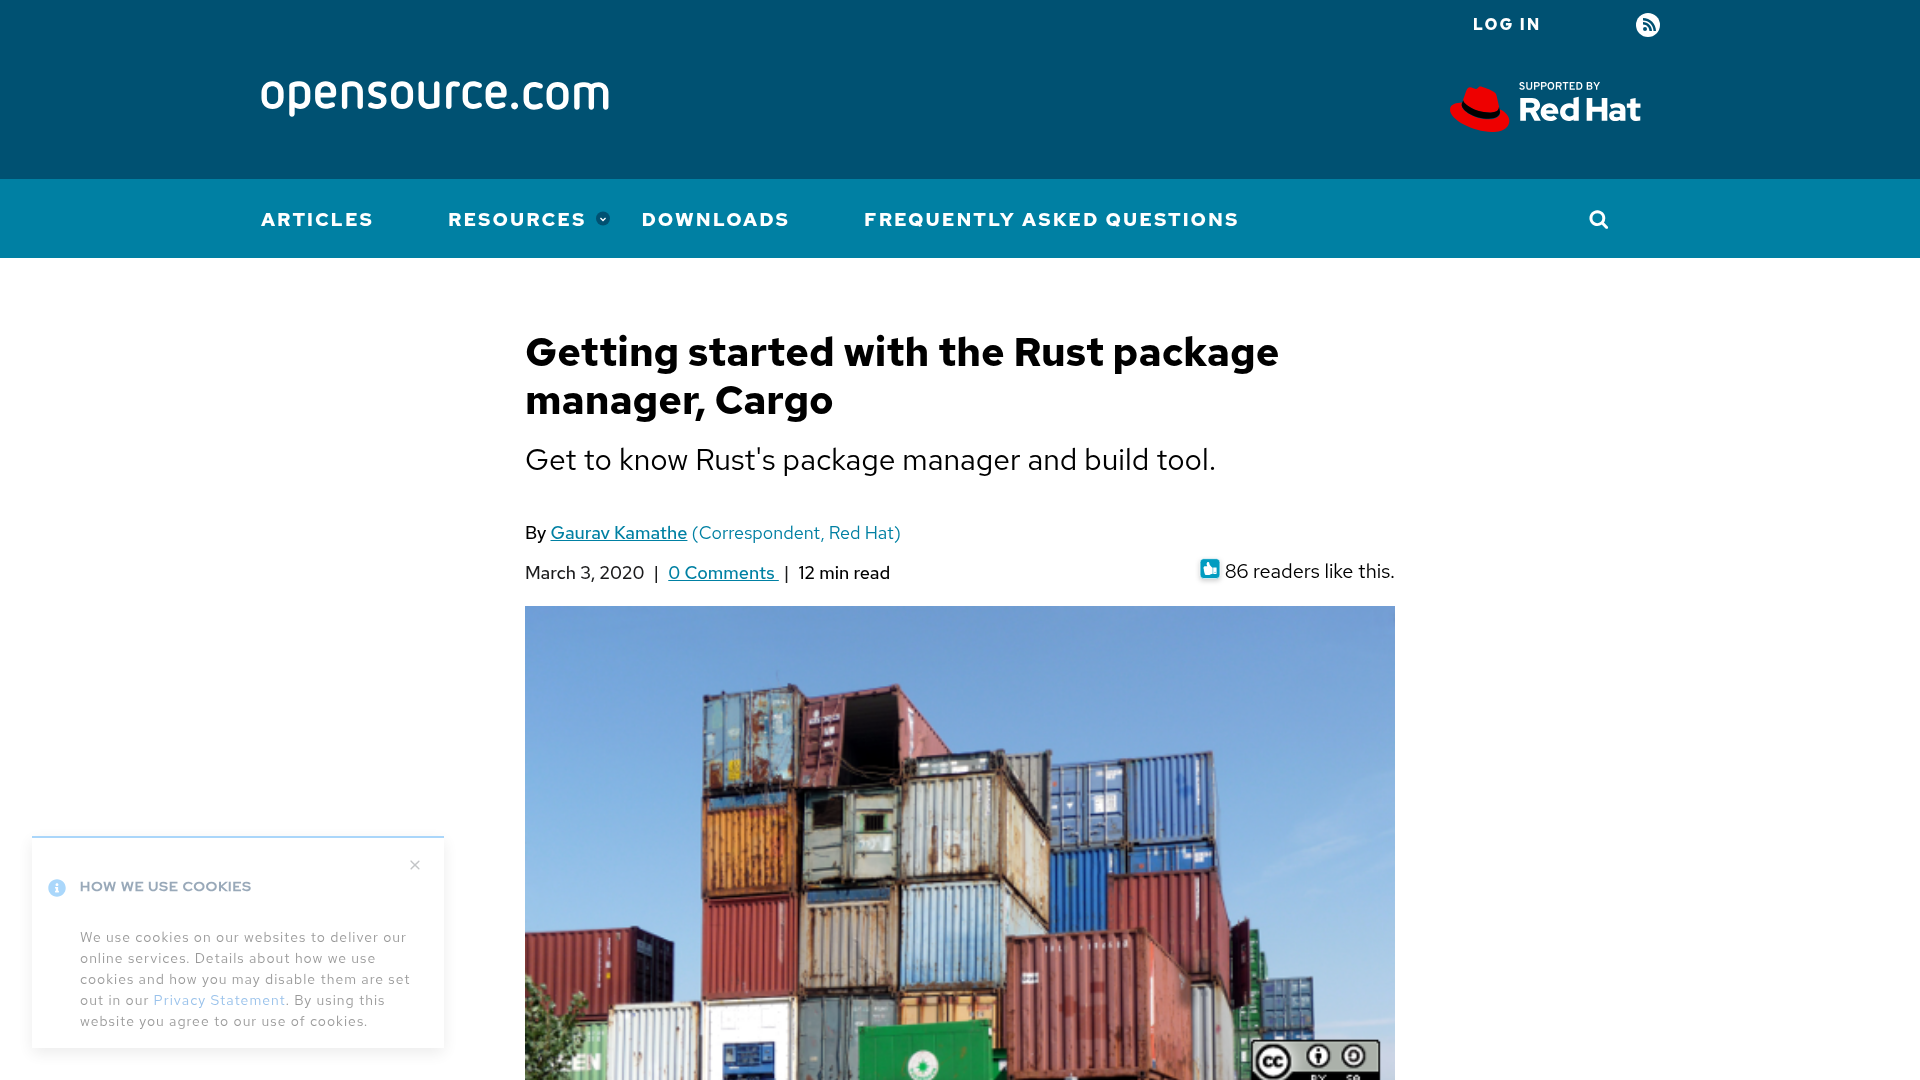 LOG IN
opensource.com
SUPPORTED BY
Red Hat
ARTICLES
RESOURCES
DOWNLOADS
FREQUENTLY ASKED QUESTIONS
Getting started with the Rust package
manager, Cargo
Get to know Rust's package manager and build tool.
By Gaurav Kamathe (Correspondent, Red Hat)
March 3, 2020 | 0 Comments | 12 min read
86 readers like this.
HOW WE USE COOKIES
We use cookies on our websites to deliver our
online services. Details about how we use
cookies and how you may disable them are set
out in our Privacy Statement. By using this
website you agree to our use of cookies.
cc